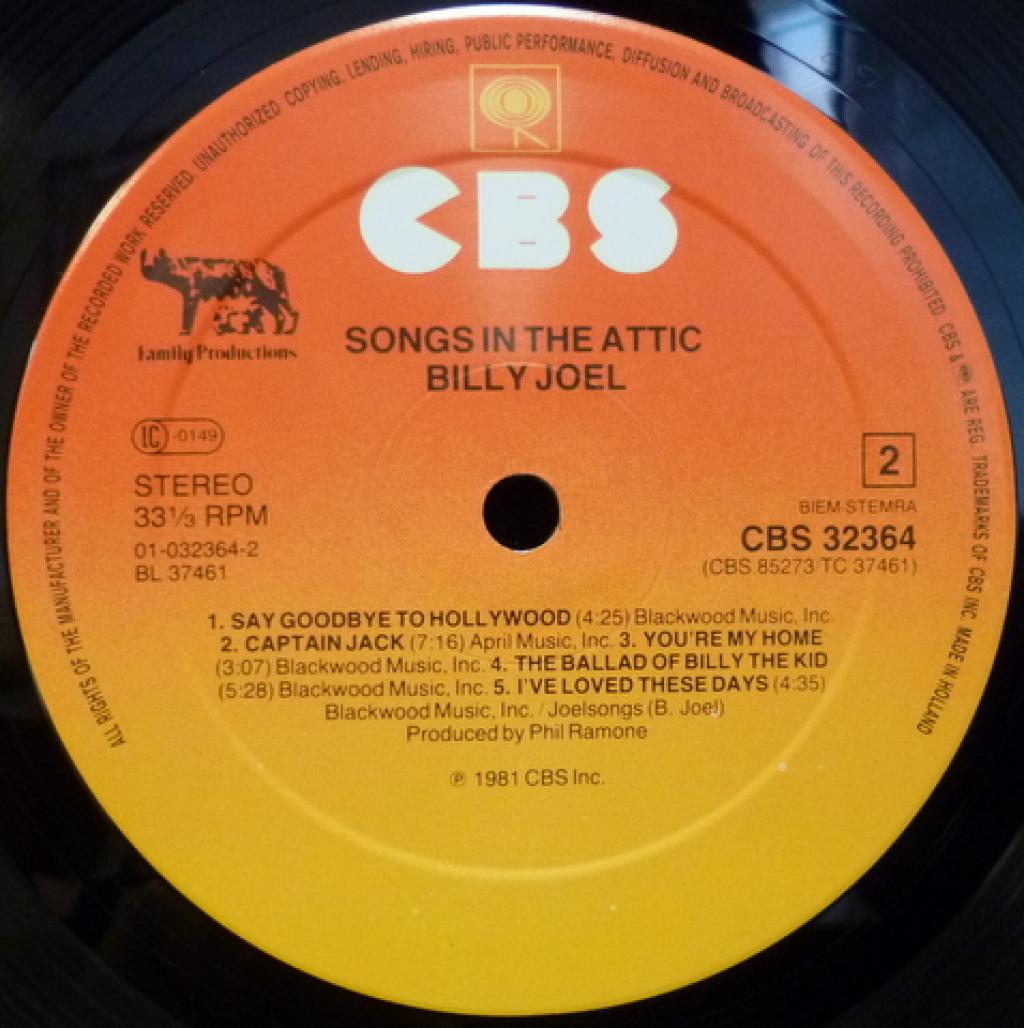 ALL RIGHTS OF THE MANUFACTURER AND OF THE OWNER OF THE RECORDED WORK RESERVED UNAUTHORIZED COPYING, LENDING, HIRING, PUBLIC PERFORMANCE, DIFFUSION AND BROADCASTING OF THIS RECORDING PROHIBITED CBS & ARE REG. TRADEMARKS OF CBS INC MADE IN HOLLAND
CBS
Family Productions
SONGS IN THE ATTIC
BILLY JOEL
LC -0149
STEREO
33⅓ RPM
01-032364-2
BL 37461
2
BIEM STEMRA
CBS 32364
(CBS 85273/TC 37461)
1. SAY GOODBYE TO HOLLYWOOD (4:25) Blackwood Music, Inc.
2. CAPTAIN JACK (7:16) April Music, Inc. 3. YOU'RE MY HOME
(3:07) Blackwood Music, Inc. 4. THE BALLAD OF BILLY THE KID
(5:28) Blackwood Music, Inc. 5. I'VE LOVED THESE DAYS (4:35)
Blackwood Music, Inc. / Joelsongs (B. Joel)
Produced by Phil Ramone
℗ 1981 CBS Inc.